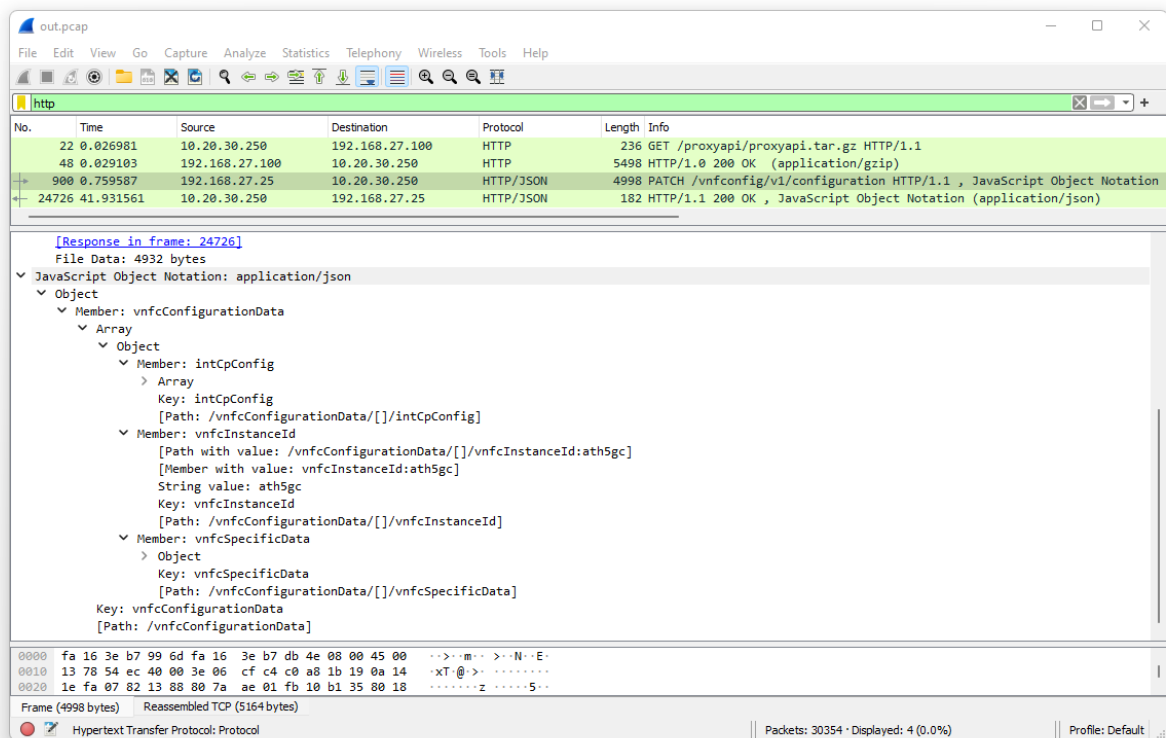 out.pcap
File Edit View Go Capture Analyze Statistics Telephony Wireless Tools Help
http
No. Time Source Destination Protocol Length Info
22 0.026981 10.20.30.250 192.168.27.100 HTTP 236 GET /proxyapi/proxyapi.tar.gz HTTP/1.1
48 0.029103 192.168.27.100 10.20.30.250 HTTP 5498 HTTP/1.0 200 OK (application/gzip)
900 0.759587 192.168.27.25 10.20.30.250 HTTP/JSON 4998 PATCH /vnfconfig/v1/configuration HTTP/1.1 , JavaScript Object Notation
24726 41.931561 10.20.30.250 192.168.27.25 HTTP/JSON 182 HTTP/1.1 200 OK , JavaScript Object Notation (application/json)
[Response in frame: 24726]
File Data: 4932 bytes
JavaScript Object Notation: application/json
Object
Member: vnfcConfigurationData
Array
Object
Member: intCpConfig
Array
Key: intCpConfig
[Path: /vnfcConfigurationData/[]/intCpConfig]
Member: vnfcInstanceId
[Path with value: /vnfcConfigurationData/[]/vnfcInstanceId:ath5gc]
[Member with value: vnfcInstanceId:ath5gc]
String value: ath5gc
Key: vnfcInstanceId
[Path: /vnfcConfigurationData/[]/vnfcInstanceId]
Member: vnfcSpecificData
Object
Key: vnfcSpecificData
[Path: /vnfcConfigurationData/[]/vnfcSpecificData]
Key: vnfcConfigurationData
[Path: /vnfcConfigurationData]
0000 fa 16 3e b7 99 6d fa 16 3e b7 db 4e 08 00 45 00 ··>··m·· >··N··E·
0010 13 78 54 ec 40 00 3e 06 cf c4 c0 a8 1b 19 0a 14 ·xT·@·>· ········
0020 1e fa 07 82 13 88 80 7a ae 01 fb 10 b1 35 80 18 ·······z ·····5··
Frame (4998 bytes) Reassembled TCP (5164 bytes)
Hypertext Transfer Protocol: Protocol Packets: 30354 · Displayed: 4 (0.0%) Profile: Default